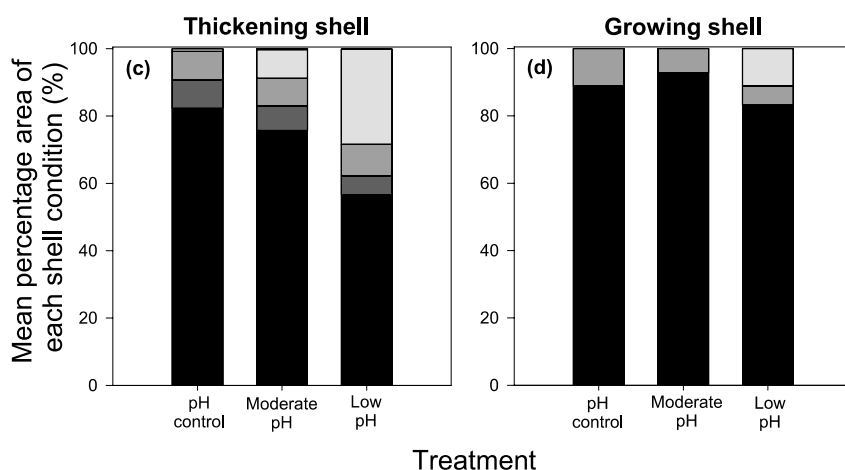 Thickening shell
Growing shell
Mean percentage area of
each shell condition (%)
100
80
60
40
20
0
(c)
pH
control
Moderate
pH
Low
pH
100
80
60
40
20
0
(d)
pH
control
Moderate
pH
Low
pH
Treatment